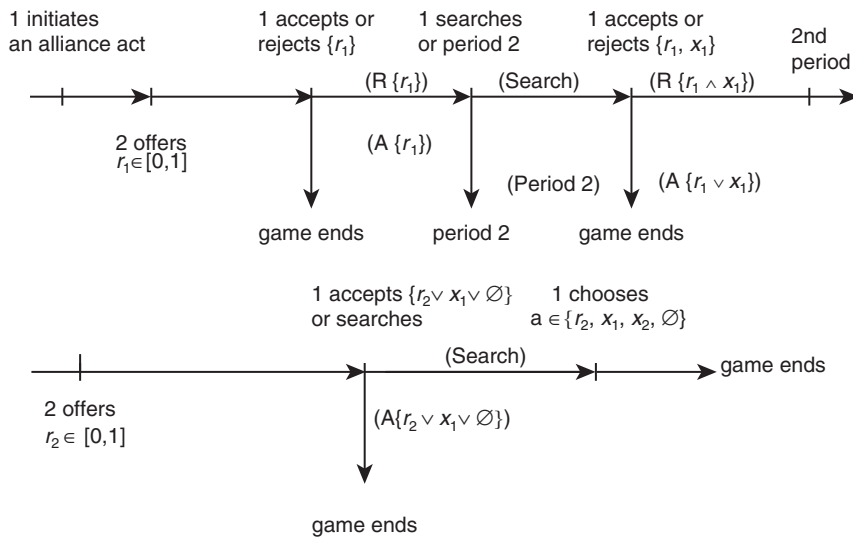 1 initiates
an alliance act
1 accepts or
rejects {r₁}
1 searches
or period 2
1 accepts or
rejects {r₁, x₁}
2nd
period
(R {r₁})
(Search)
(R {r₁ ∧ x₁})
2 offers
r₁∈[0,1]
(A {r₁})
(Period 2)
(A {r₁ ∨ x₁})
game ends
period 2
game ends
1 accepts {r₂∨ x₁∨ ∅}
or searches
1 chooses
a ∈{r₂, x₁, x₂, ∅}
(Search)
game ends
2 offers
r₂∈ [0,1]
(A{r₂ ∨ x₁∨ ∅})
game ends